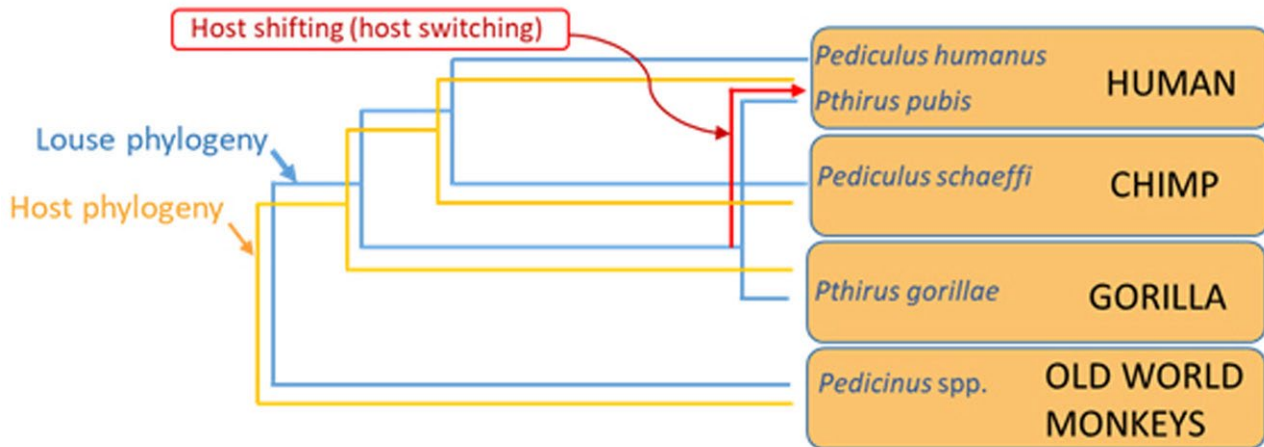 Host shifting (host switching)
Pediculus humanus
HUMAN
Pthirus pubis
Louse phylogeny
Pediculus schaeffi
CHIMP
Host phylogeny
Pthirus gorillae
GORILLA
Pedicinus spp.
OLD WORLD
MONKEYS